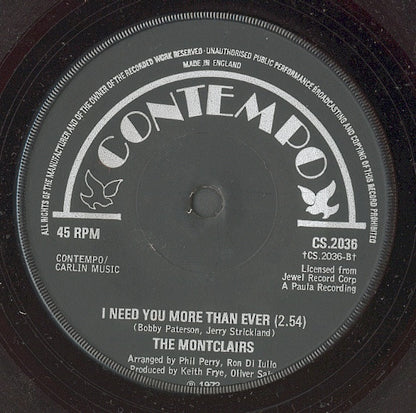 ALL RIGHTS OF THE MANUFACTURER AND OF THE OWNER OF THE RECORDED WORK RESERVED · UNAUTHORISED PUBLIC PERFORMANCE BROADCASTING AND COPYING OF THIS RECORD PROHIBITED
MADE IN ENGLAND
CONTEMPO
45 RPM
CS.2036
†CS.2036-B†
CONTEMPO/
CARLIN MUSIC
Licensed from
Jewel Record Corp
A Paula Recording
I NEED YOU MORE THAN EVER (2.54)
(Bobby Paterson, Jerry Strickland)
THE MONTCLAIRS
Arranged by Phil Perry, Ron Di Iullo
Produced by Keith Frye, Oliver Sai
℗ 1972